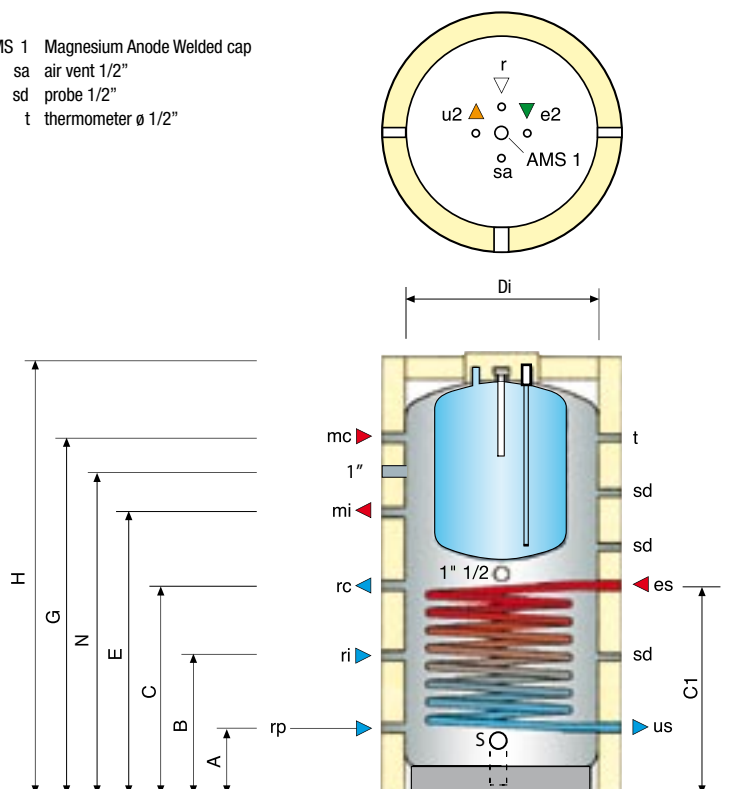 MS 1 Magnesium Anode Welded cap
sa air vent 1/2”
sd probe 1/2”
t thermometer ø 1/2”
r
u2
e2
AMS 1
sa
Di
mc
t
1”
sd
mi
sd
1" 1/2
rc
es
ri
sd
rp
us
S
H
G
N
E
C
B
A
C1